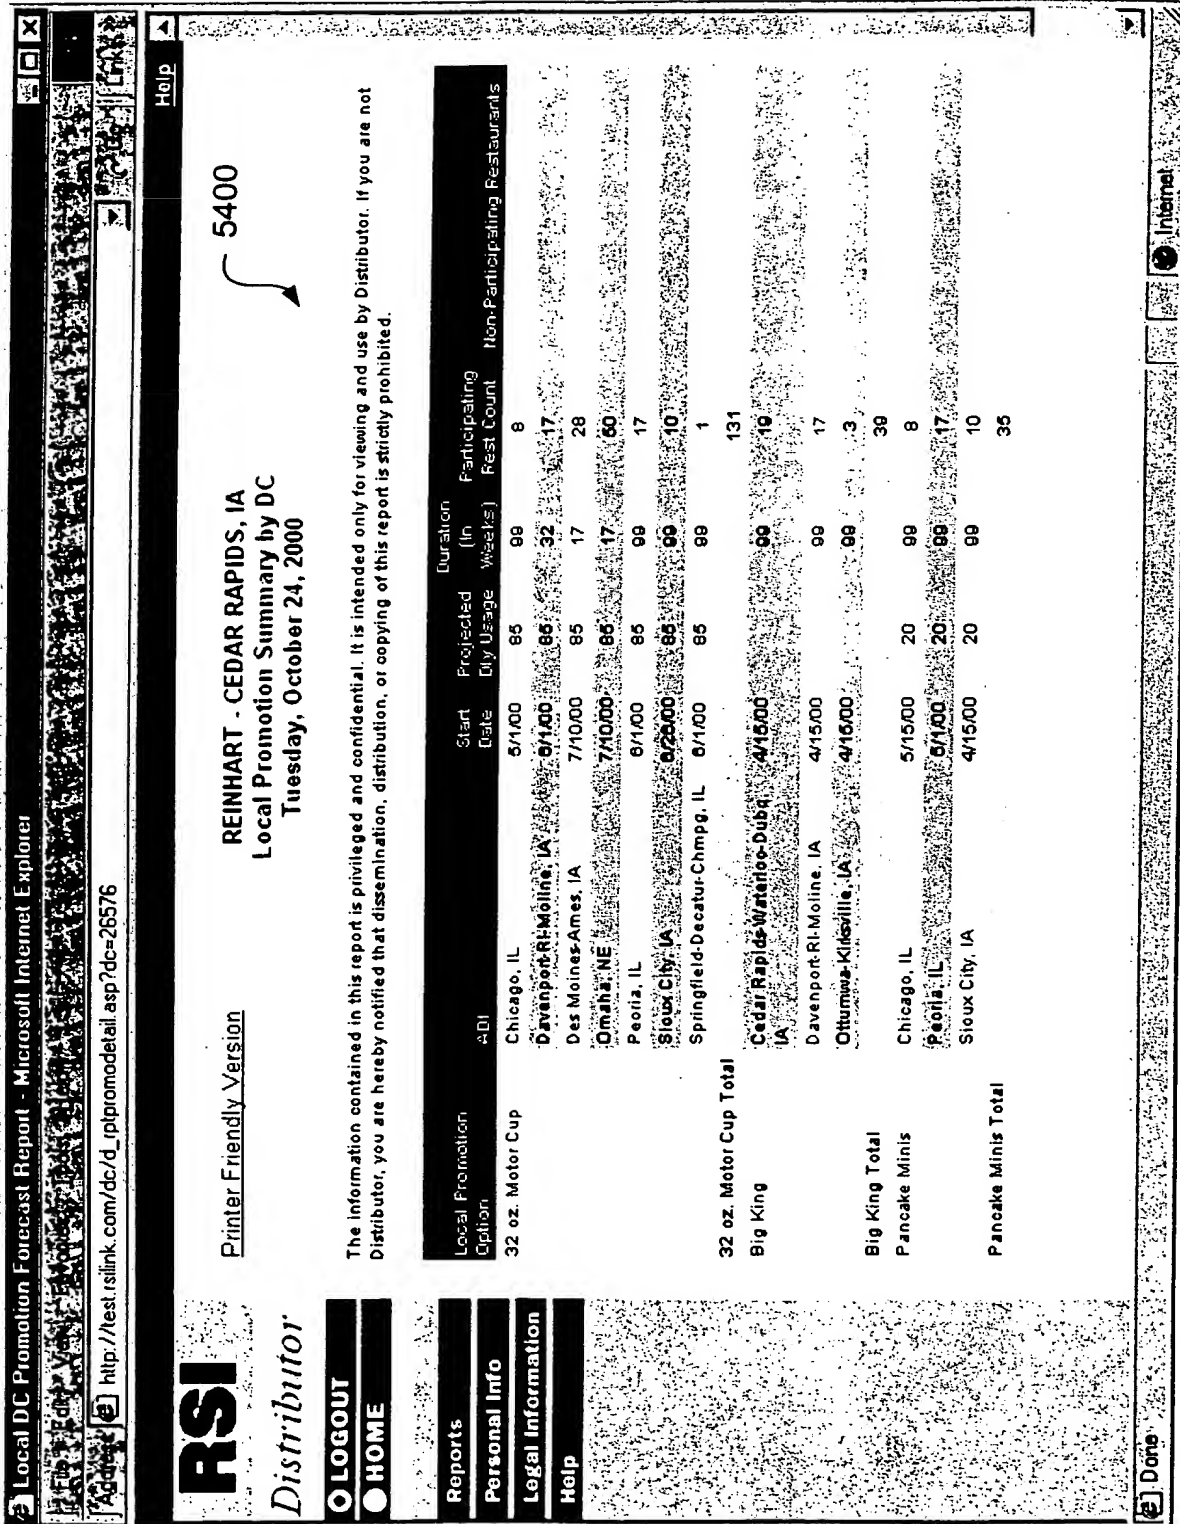 Local DC Promotion Forecast Report - Microsoft Internet Explorer
File Edit View Favorites Tools Help
Address http://test.rsilink.com/dc/d_rptpromodetail.asp?dc=26576 Links
Help
RSI
Distributor
LOGOUT
HOME
Reports
Personal Info
Legal Information
Help
Printer Friendly Version
REINHART - CEDAR RAPIDS, IA
Local Promotion Summary by DC
Tuesday, October 24, 2000
5400
The information contained in this report is privileged and confidential. It is intended only for viewing and use by Distributor. If you are not
Distributor, you are hereby notified that dissemination, distribution, or copying of this report is strictly prohibited.
Local Promotion Option ADI Start Date Projected Dly Usage Duration (In Weeks) Participating Rest Count Non-Participating Restaurants
32 oz. Motor Cup Chicago, IL 5/1/00 85 99 8
Davenport-RI-Moline, IA 6/1/00 85 32 17
Des Moines-Ames, IA 7/10/00 85 17 28
Omaha, NE 7/10/00 85 17 50
Peoria, IL 6/1/00 85 99 17
Sioux City, IA 6/26/00 85 99 10
Springfield-Decatur-Chmpg, IL 6/1/00 85 99 1
32 oz. Motor Cup Total 131
Big King Cedar Rapids-Waterloo-Dubq, IA 4/15/00 99 19
Davenport-RI-Moline, IA 4/15/00 99 17
Ottumwa-Kirksville, IA 4/15/00 99 3
Big King Total 39
Pancake Minis Chicago, IL 5/15/00 20 99 8
Peoria, IL 5/1/00 20 99 17
Sioux City, IA 4/15/00 20 99 10
Pancake Minis Total 35
Done
Internet